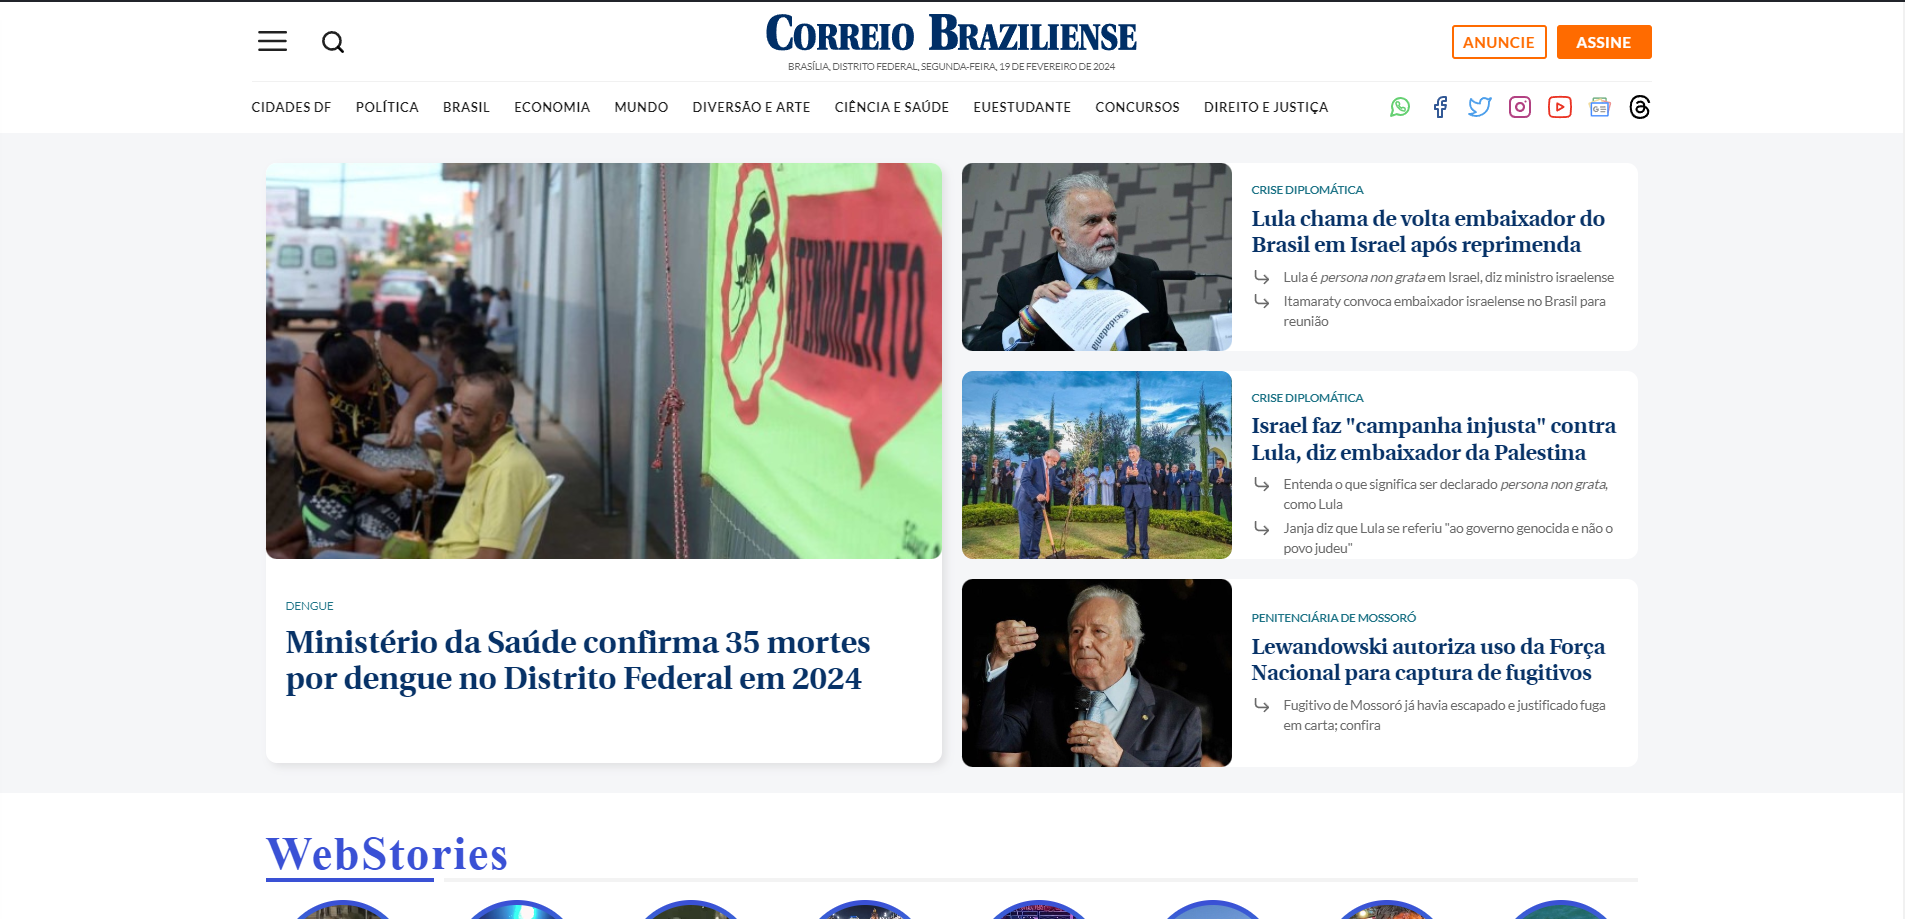 CORREIO BRAZILIENSE
BRASÍLIA, DISTRITO FEDERAL, SEGUNDA-FEIRA, 19 DE FEVEREIRO DE 2024
ANUNCIE
ASSINE
CIDADES DF
POLÍTICA
BRASIL
ECONOMIA
MUNDO
DIVERSÃO E ARTE
CIÊNCIA E SAÚDE
EUESTUDANTE
CONCURSOS
DIREITO E JUSTIÇA
DENGUE
Ministério da Saúde confirma 35 mortes
por dengue no Distrito Federal em 2024
CRISE DIPLOMÁTICA
Lula chama de volta embaixador do
Brasil em Israel após reprimenda
Lula é persona non grata em Israel, diz ministro israelense
Itamaraty convoca embaixador israelense no Brasil para
reunião
CRISE DIPLOMÁTICA
Israel faz "campanha injusta" contra
Lula, diz embaixador da Palestina
Entenda o que significa ser declarado persona non grata,
como Lula
Janja diz que Lula se referiu "ao governo genocida e não o
povo judeu"
PENITENCIÁRIA DE MOSSORÓ
Lewandowski autoriza uso da Força
Nacional para captura de fugitivos
Fugitivo de Mossoró já havia escapado e justificado fuga
em carta; confira
WebStories